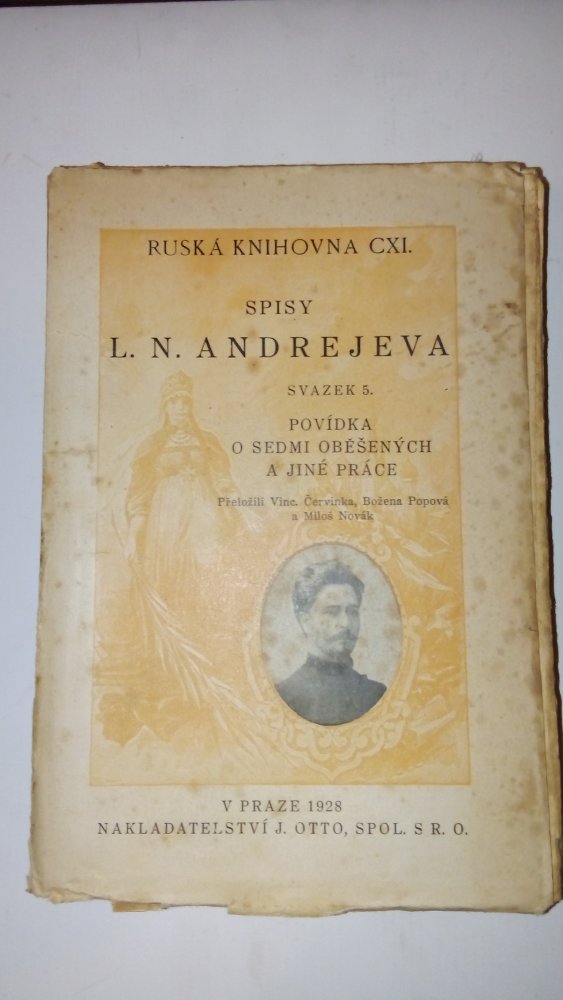 RUSKÁ KNIHOVNA CXI.
SPISY
L. N. ANDREJEVA
SVAZEK 5.
POVÍDKA
O SEDMI OBĚŠENÝCH
A JINÉ PRÁCE
Přeložili Vinc. Červinka, Božena Popová
a Miloš Novák
V PRAZE 1928
NAKLADATELSTVÍ J. OTTO, SPOL. S R. O.